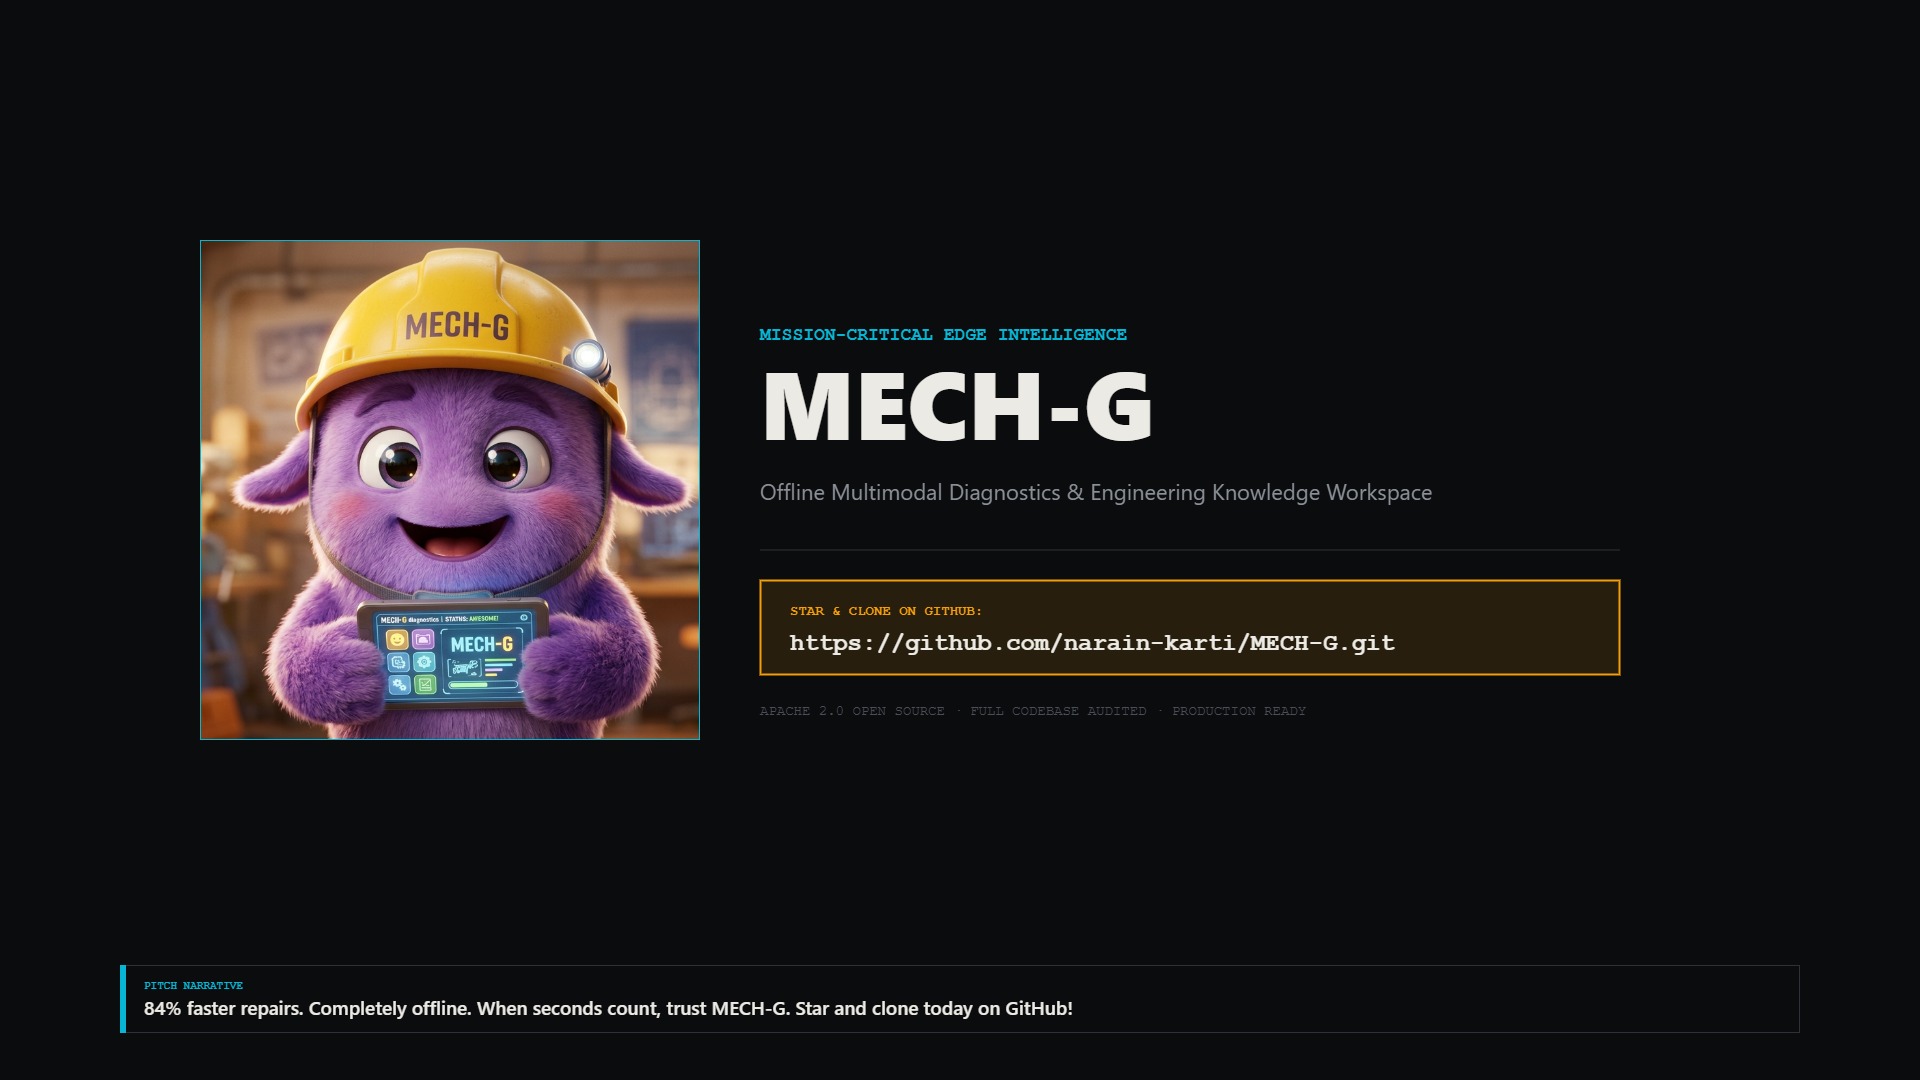 MECH-G
MECH-G diagnostics | STATNS: AWESOME!
MECH-G
MISSION-CRITICAL EDGE INTELLIGENCE
MECH-G
Offline Multimodal Diagnostics & Engineering Knowledge Workspace
STAR & CLONE ON GITHUB:
https://github.com/narain-karti/MECH-G.git
APACHE 2.0 OPEN SOURCE · FULL CODEBASE AUDITED · PRODUCTION READY
PITCH NARRATIVE
84% faster repairs. Completely offline. When seconds count, trust MECH-G. Star and clone today on GitHub!